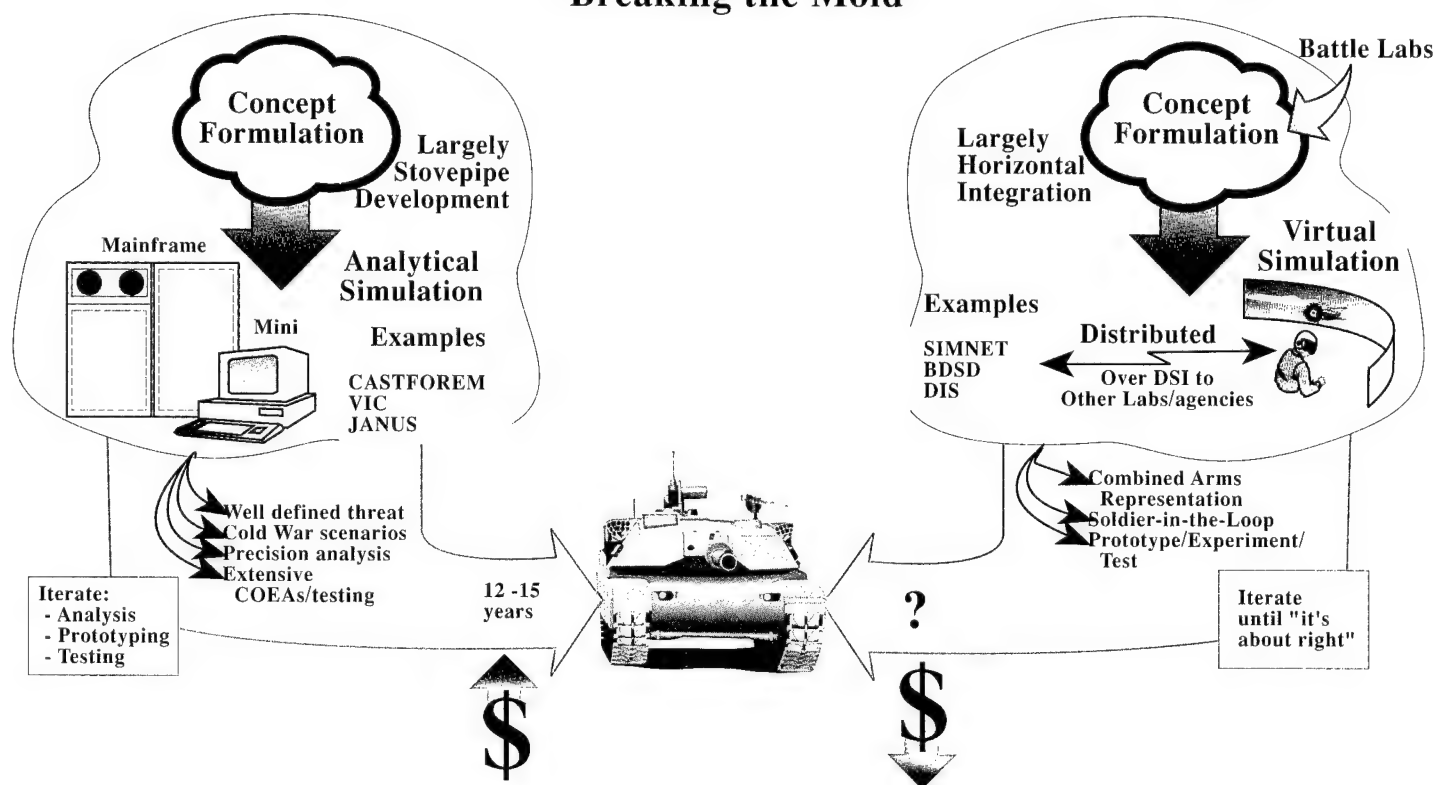 Breaking the Mold
Concept
Formulation
Largely
Stovepipe
Development
Mainframe
Analytical
Simulation
Mini
Examples
CASTFOREM
VIC
JANUS
Well defined threat
Cold War scenarios
Precision analysis
Extensive
COEAs/testing
Iterate:
- Analysis
- Prototyping
- Testing
12 -15
years
$
Battle Labs
Concept
Formulation
Largely
Horizontal
Integration
Virtual
Simulation
Examples
SIMNET
BDSD
DIS
Distributed
Over DSI to
Other Labs/agencies
Combined Arms
Representation
Soldier-in-the-Loop
Prototype/Experiment/
Test
?
Iterate
until "it's
about right"
$